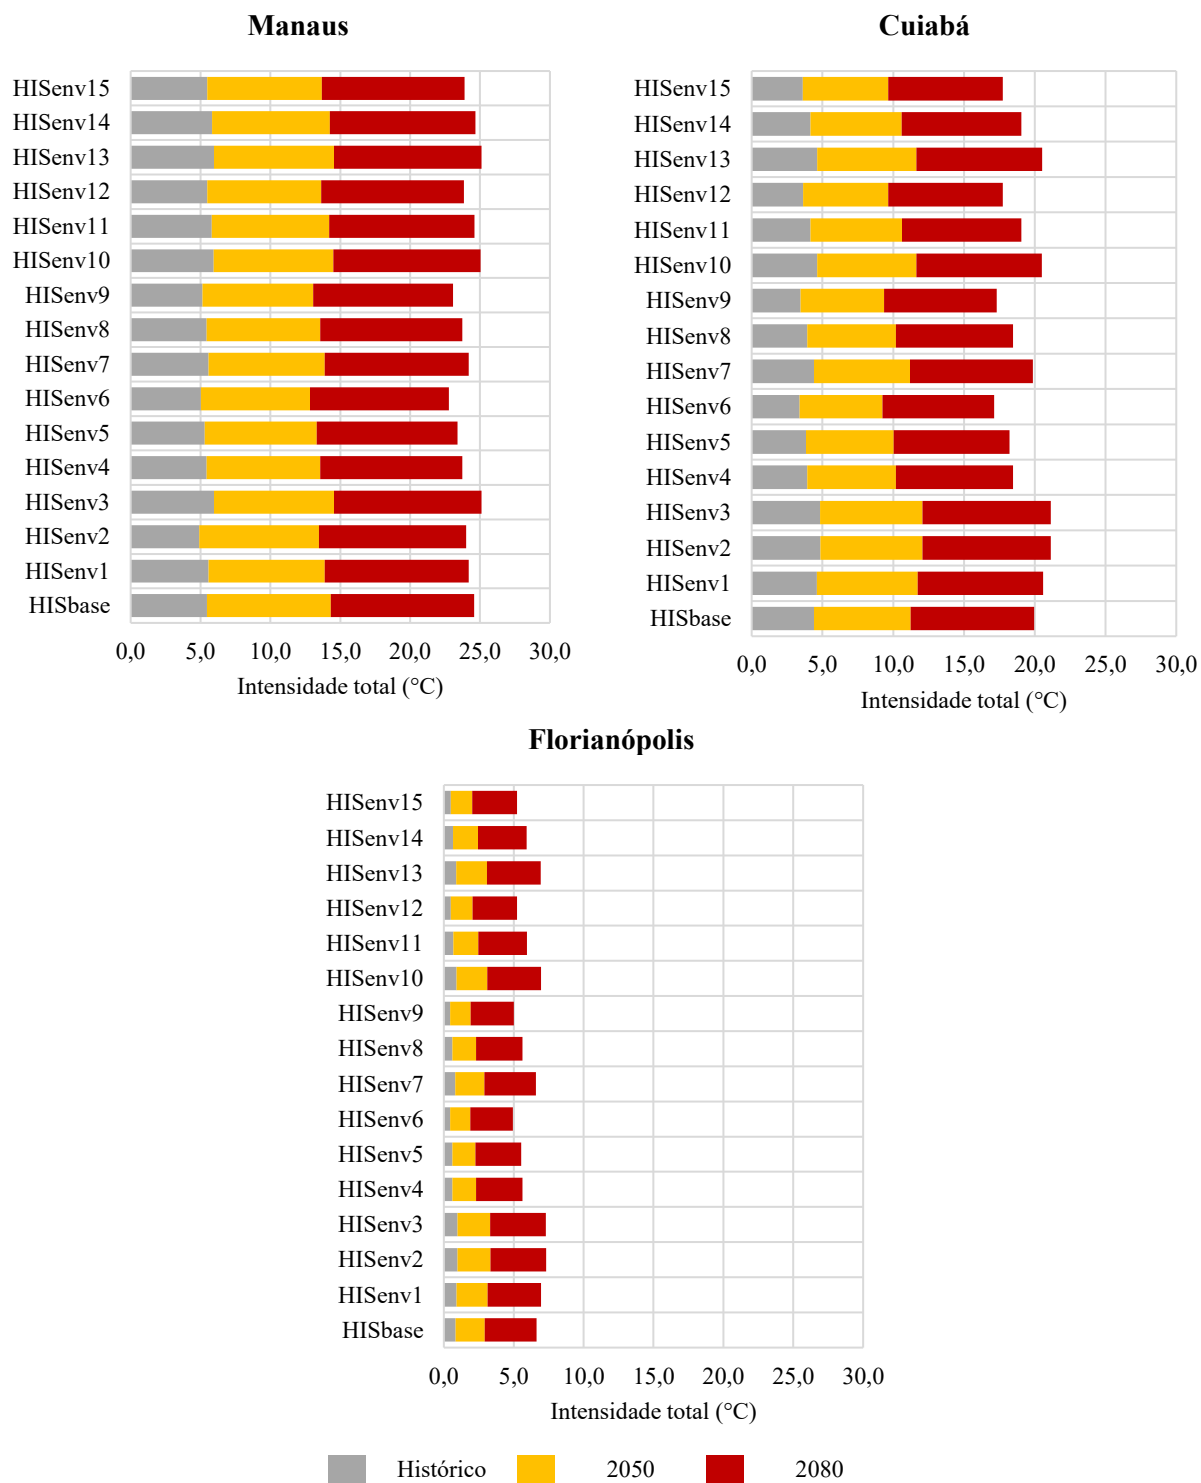 Manaus
HISenv15
HISenv14
HISenv13
HISenv12
HISenv11
HISenv10
HISenv9
HISenv8
HISenv7
HISenv6
HISenv5
HISenv4
HISenv3
HISenv2
HISenv1
HISbase
0,0 5,0 10,0 15,0 20,0 25,0 30,0
Intensidade total (°C)
Cuiabá
HISenv15
HISenv14
HISenv13
HISenv12
HISenv11
HISenv10
HISenv9
HISenv8
HISenv7
HISenv6
HISenv5
HISenv4
HISenv3
HISenv2
HISenv1
HISbase
0,0 5,0 10,0 15,0 20,0 25,0 30,0
Intensidade total (°C)
Florianópolis
HISenv15
HISenv14
HISenv13
HISenv12
HISenv11
HISenv10
HISenv9
HISenv8
HISenv7
HISenv6
HISenv5
HISenv4
HISenv3
HISenv2
HISenv1
HISbase
0,0 5,0 10,0 15,0 20,0 25,0 30,0
Intensidade total (°C)
Histórico 2050 2080